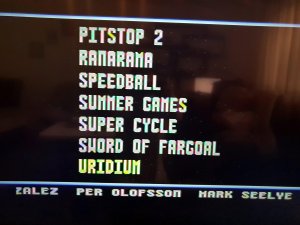 PITSTOP 2
RANARAMA
SPEEDBALL
SUMMER GAMES
SUPER CYCLE
SWORD OF FARGOAL
URIDIUM
ZALEZ PER OLOFSSON MARK SEELYE